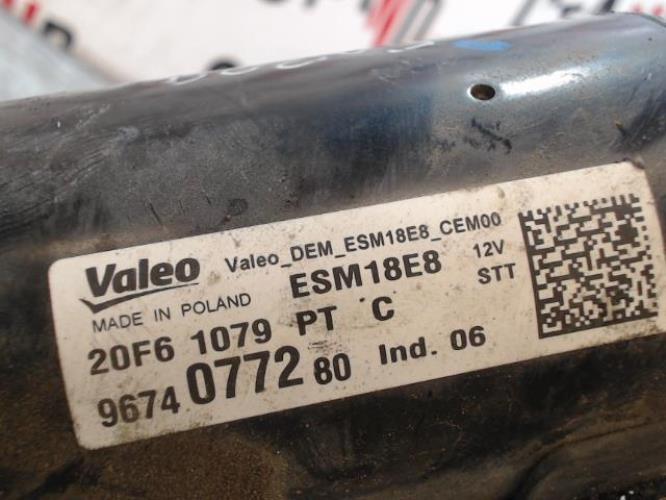 Valeo Valeo_DEM_ESM18E8_CEM00
MADE IN POLAND ESM18E8 12V
STT
20F6 1079 PT C
9674 0772 80 Ind. 06